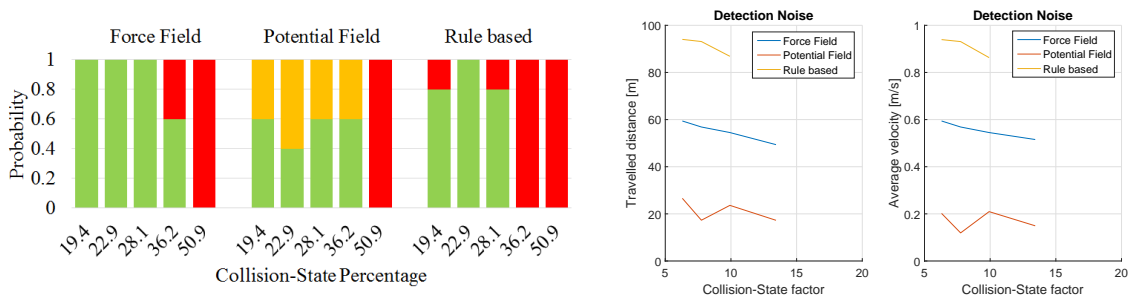 Force Field Potential Field Rule based
Probability
1
0.8
0.6
0.4
0.2
0
19.4 22.9 28.1 36.2 50.9 19.4 22.9 28.1 36.2 50.9 19.4 22.9 28.1 36.2 50.9
Collision-State Percentage
Detection Noise
Travelled distance [m]
100
80
60
40
20
0
Force Field
Potential Field
Rule based
5 10 15 20
Collision-State factor
Detection Noise
Average velocity [m/s]
1
0.8
0.6
0.4
0.2
0
Force Field
Potential Field
Rule based
5 10 15 20
Collision-State factor